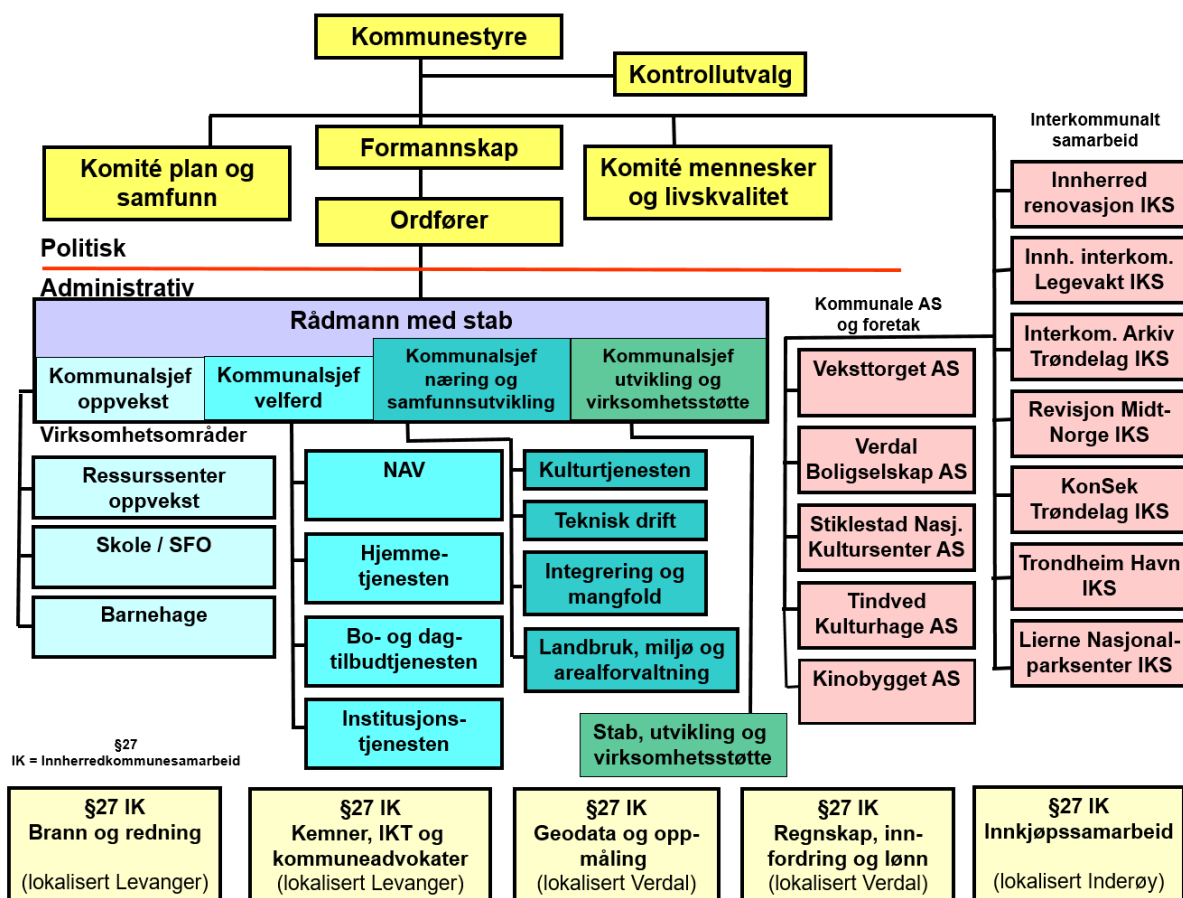 Kommunestyre
Kontrollutvalg
Komité plan og
samfunn
Formannskap
Komité mennesker
og livskvalitet
Ordfører
Politisk
Administrativ
Rådmann med stab
Kommunalsjef
oppvekst
Kommunalsjef
velferd
Kommunalsjef
næring og
samfunnsutvikling
Kommunalsjef
utvikling og
virksomhetsstøtte
Virksomhetsområder
Ressurssenter
oppvekst
Skole / SFO
Barnehage
NAV
Hjemme-
tjenesten
Bo- og dag-
tilbudtjenesten
Institusjons-
tjenesten
Kulturtjenesten
Teknisk drift
Integrering og
mangfold
Landbruk, miljø og
arealforvaltning
Stab, utvikling og
virksomhetsstøtte
Kommunale AS
og foretak
Veksttorget AS
Verdal
Boligselskap AS
Stiklestad Nasj.
Kultursenter AS
Tindved
Kulturhage AS
Kinobygget AS
Interkommunalt
samarbeid
Innherred
renovasjon IKS
Innh. interkom.
Legevakt IKS
Interkom. Arkiv
Trøndelag IKS
Revisjon Midt-
Norge IKS
KonSek
Trøndelag IKS
Trondheim Havn
IKS
Lierne Nasjonal-
parksenter IKS
§27
IK = Innherredkommunesamarbeid
§27 IK
Brann og redning
(lokalisert Levanger)
§27 IK
Kemner, IKT og
kommuneadvokater
(lokalisert Levanger)
§27 IK
Geodata og opp-
måling
(lokalisert Verdal)
§27 IK
Regnskap, inn-
fordring og lønn
(lokalisert Verdal)
§27 IK
Innkjøpssamarbeid
(lokalisert Inderøy)